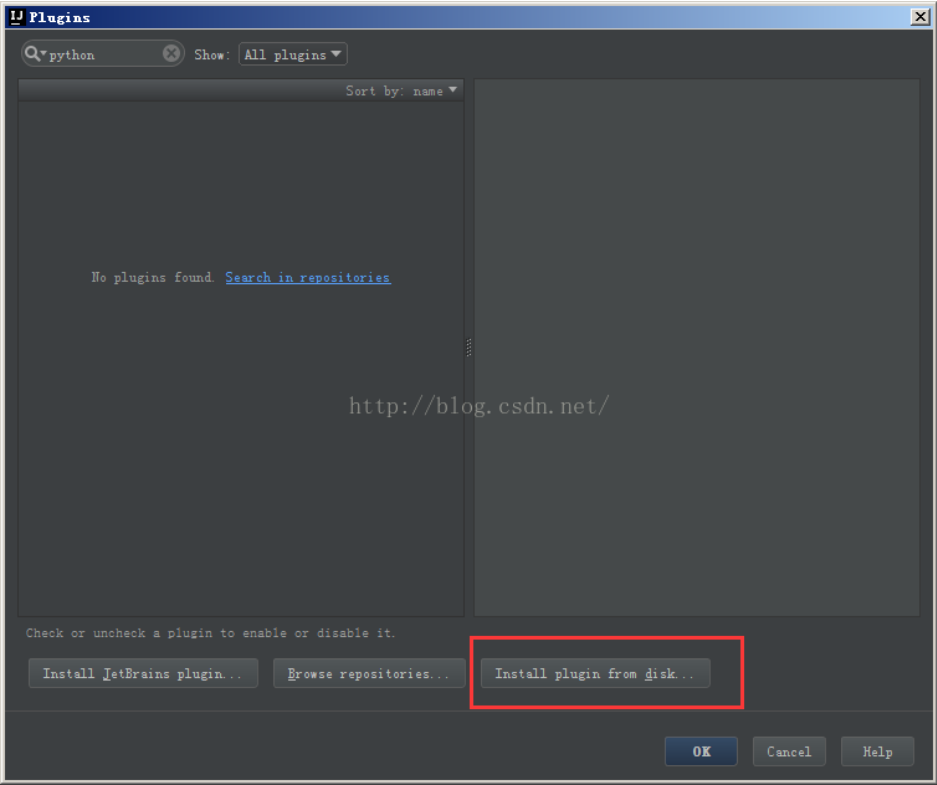 IJ Plugins
python Show: All plugins
Sort by: name
No plugins found. Search in repositories
http://blog.csdn.net/
Check or uncheck a plugin to enable or disable it.
Install JetBrains plugin... Browse repositories... Install plugin from disk...
OK Cancel Help